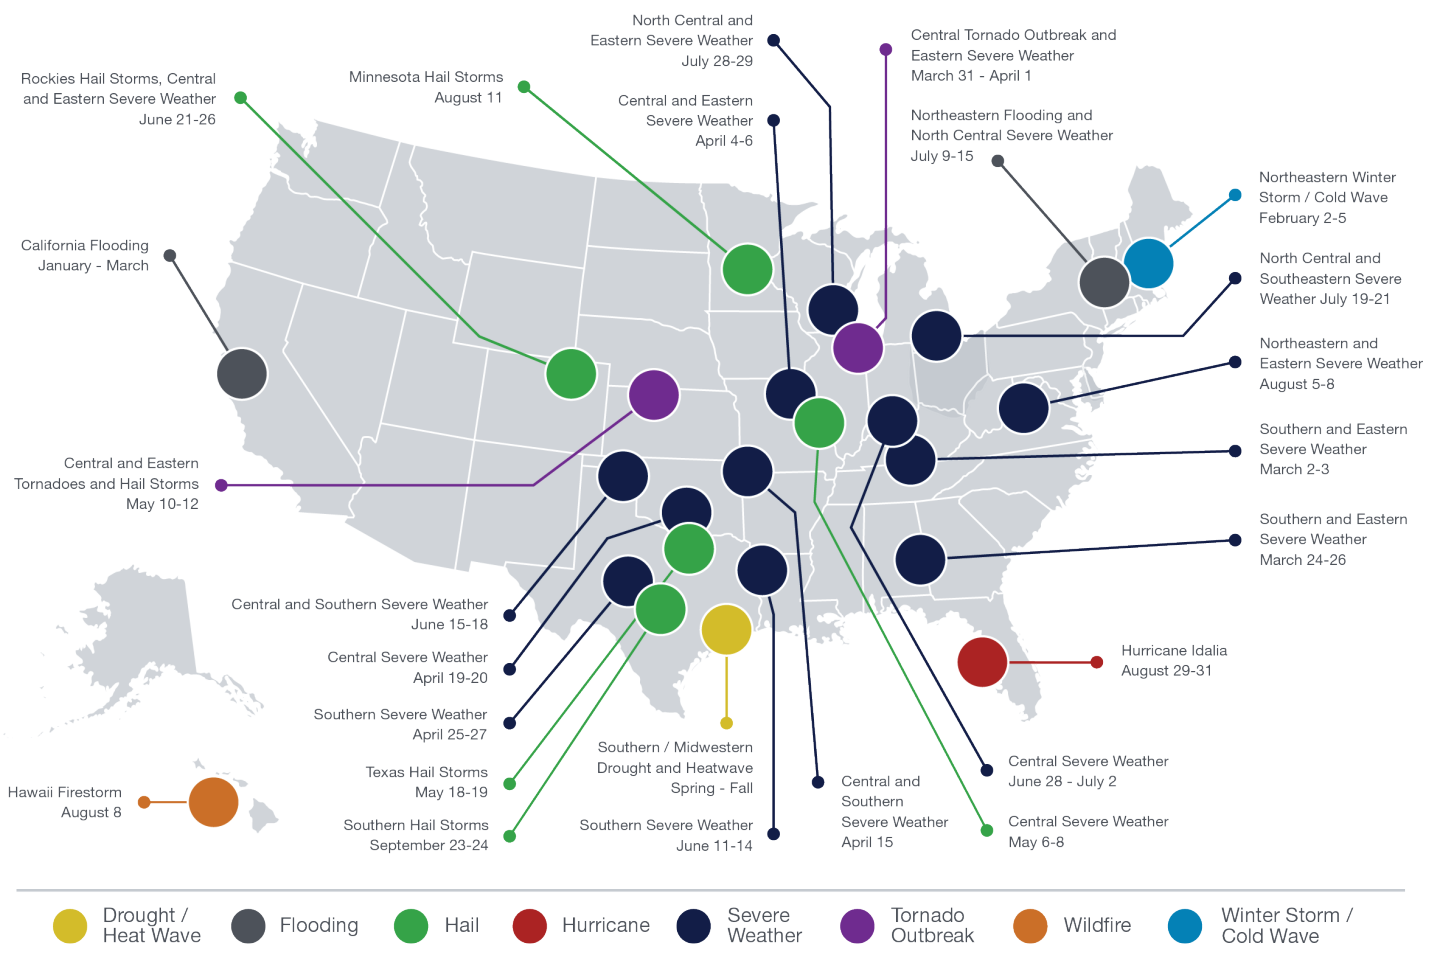 North Central and
Eastern Severe Weather
July 28-29
Central Tornado Outbreak and
Eastern Severe Weather
March 31 - April 1
Rockies Hail Storms, Central
and Eastern Severe Weather
June 21-26
Minnesota Hail Storms
August 11
Central and Eastern
Severe Weather
April 4-6
Northeastern Flooding and
North Central Severe Weather
July 9-15
Northeastern Winter
Storm / Cold Wave
February 2-5
California Flooding
January - March
North Central and
Southeastern Severe
Weather July 19-21
Northeastern and
Eastern Severe Weather
August 5-8
Central and Eastern
Tornadoes and Hail Storms
May 10-12
Southern and Eastern
Severe Weather
March 2-3
Southern and Eastern
Severe Weather
March 24-26
Central and Southern Severe Weather
June 15-18
Central Severe Weather
April 19-20
Hurricane Idalia
August 29-31
Southern Severe Weather
April 25-27
Texas Hail Storms
May 18-19
Southern / Midwestern
Drought and Heatwave
Spring - Fall
Central Severe Weather
June 28 - July 2
Hawaii Firestorm
August 8
Southern Hail Storms
September 23-24
Southern Severe Weather
June 11-14
Central and
Southern
Severe Weather
April 15
Central Severe Weather
May 6-8
Drought /
Heat Wave
Flooding
Hail
Hurricane
Severe
Weather
Tornado
Outbreak
Wildfire
Winter Storm /
Cold Wave